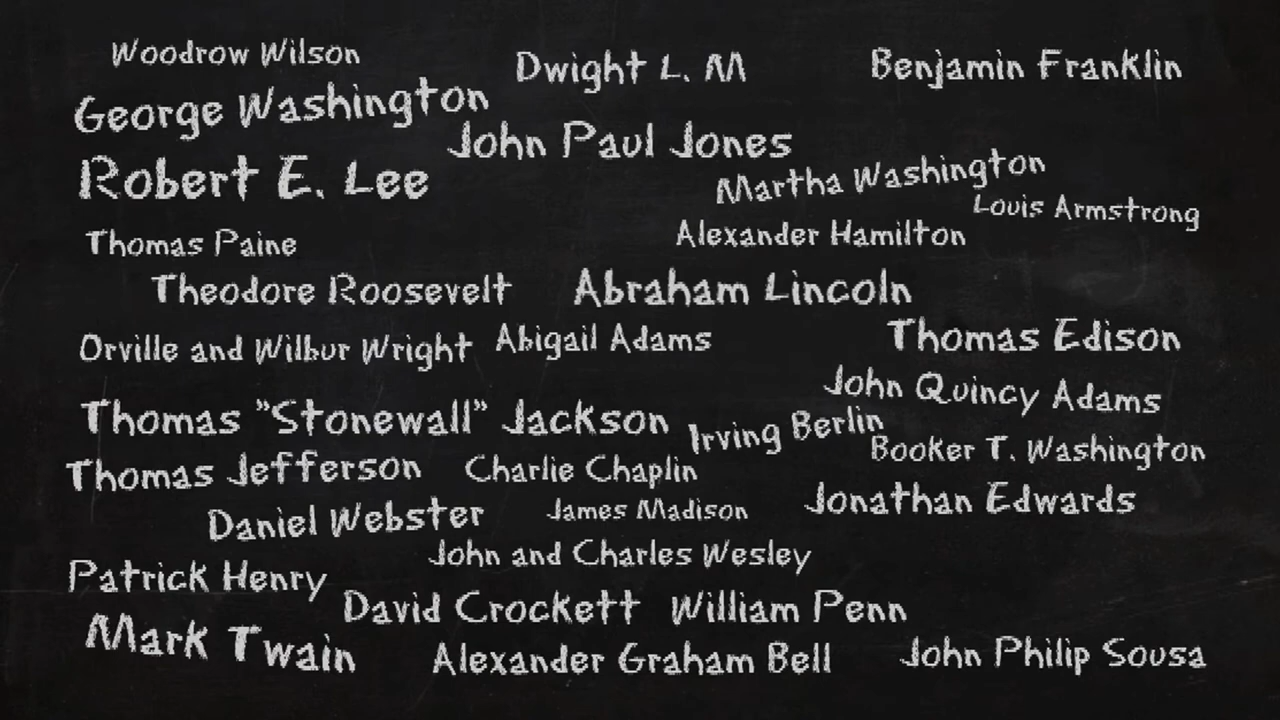 Woodrow Wilson
Dwight L. M
Benjamin Franklin
George Washington
John Paul Jones
Robert E. Lee
Martha Washington
Louis Armstrong
Thomas Paine
Alexander Hamilton
Theodore Roosevelt
Abraham Lincoln
Orville and Wilbur Wright
Abigail Adams
Thomas Edison
John Quincy Adams
Thomas "Stonewall" Jackson
Irving Berlin
Booker T. Washington
Thomas Jefferson
Charlie Chaplin
Jonathan Edwards
Daniel Webster
James Madison
John and Charles Wesley
Patrick Henry
David Crockett
William Penn
Mark Twain
Alexander Graham Bell
John Philip Sousa